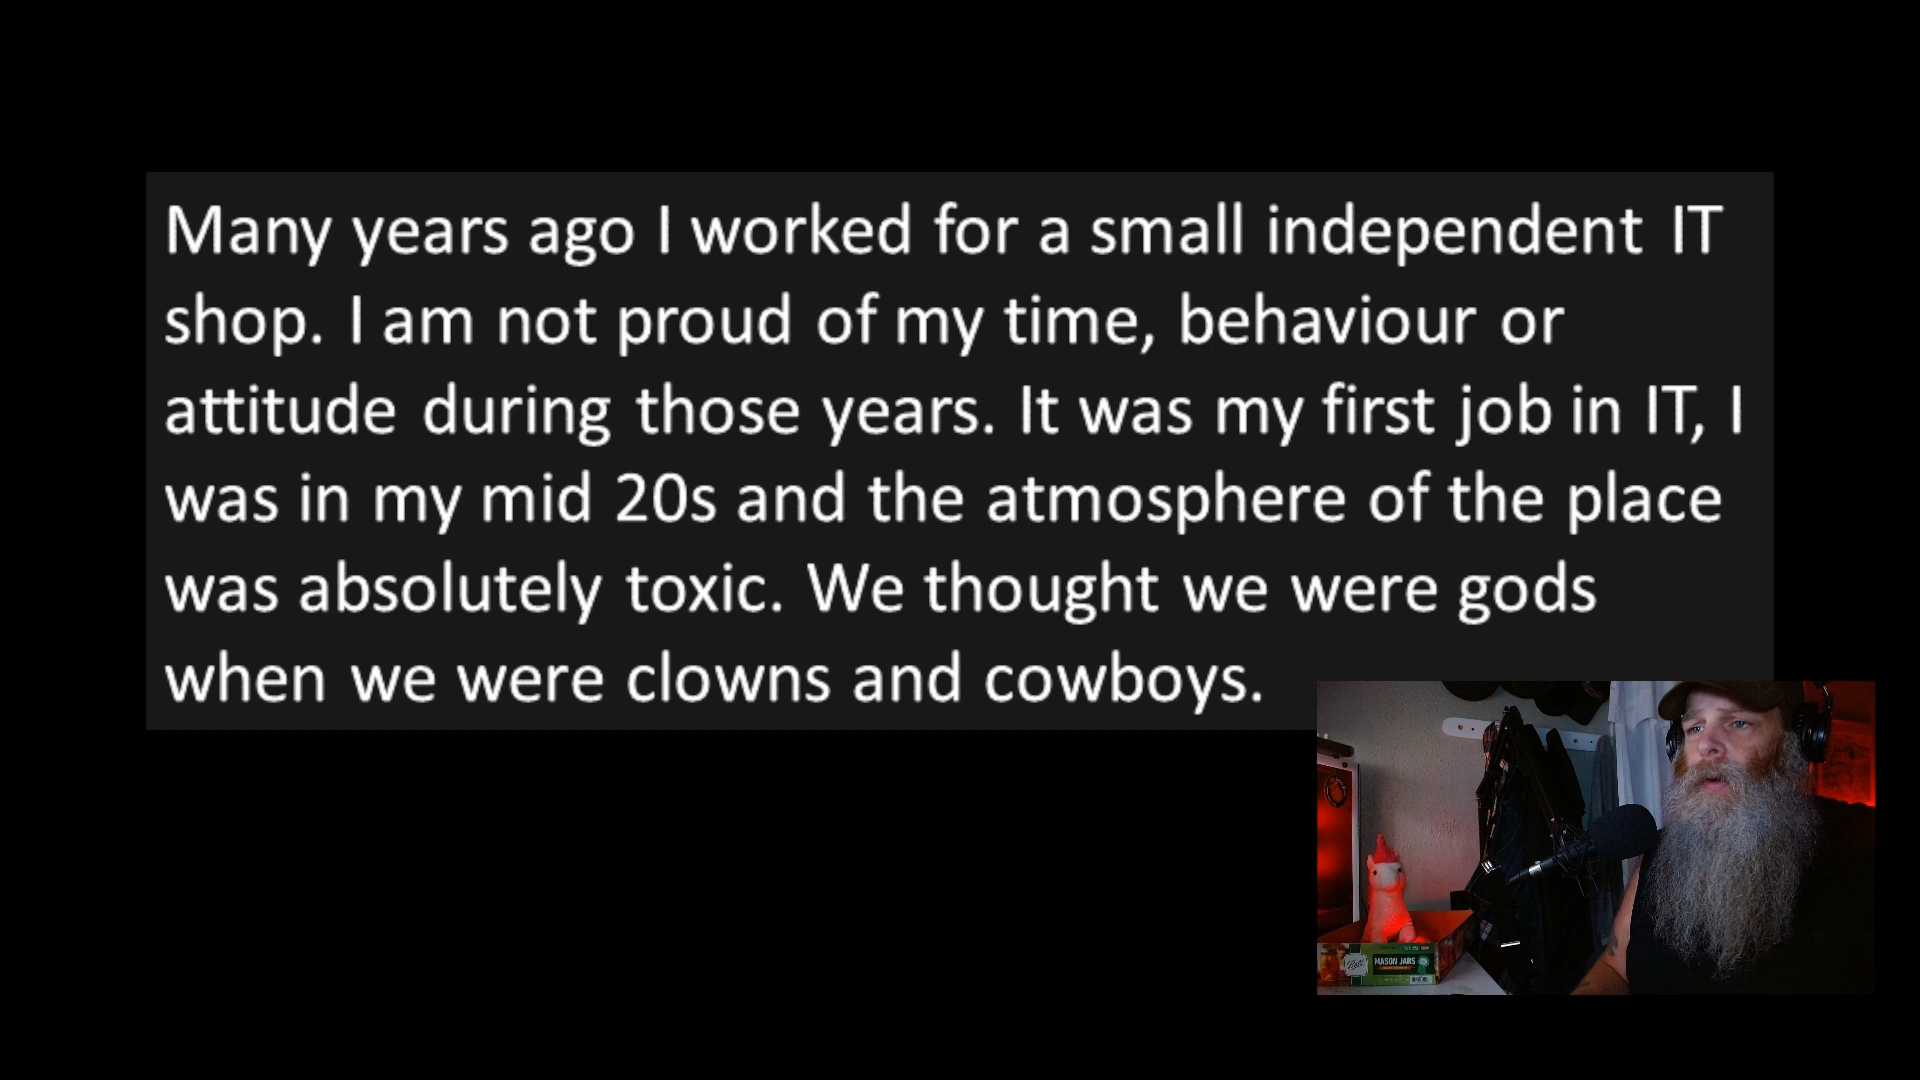 Many years ago I worked for a small independent IT
shop. I am not proud of my time, behaviour or
attitude during those years. It was my first job in IT, I
was in my mid 20s and the atmosphere of the place
was absolutely toxic. We thought we were gods
when we were clowns and cowboys.
Ball
MASON JARS